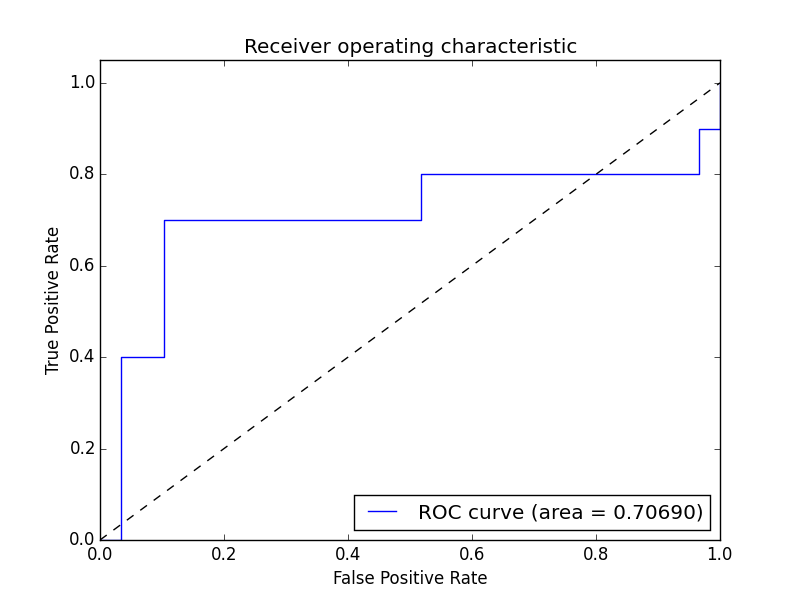 Receiver operating characteristic
1.0
0.8
0.6
0.4
0.2
0.0
True Positive Rate
0.0 0.2 0.4 0.6 0.8 1.0
False Positive Rate
ROC curve (area = 0.70690)